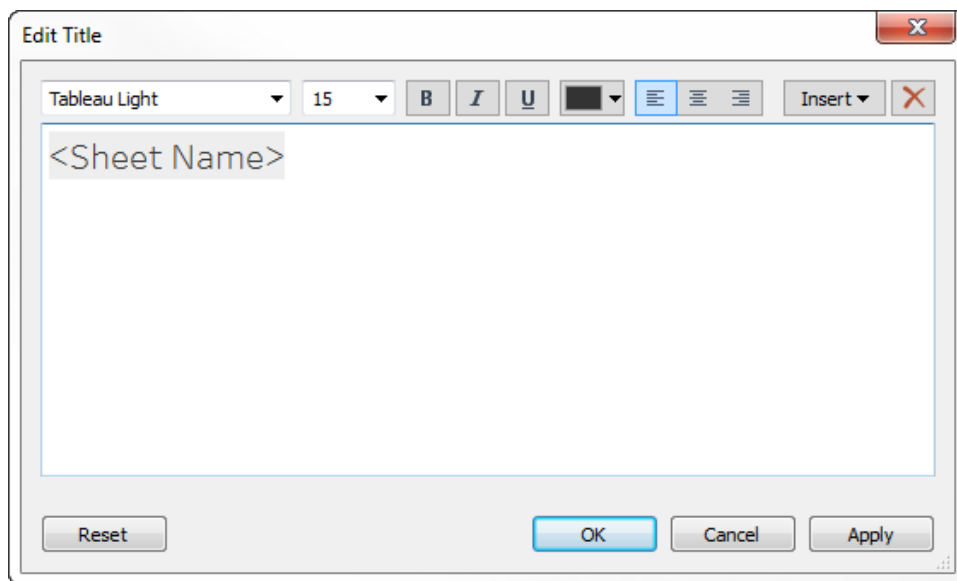 Edit Title
Tableau Light 15 B I U Insert
<Sheet Name>
Reset OK Cancel Apply